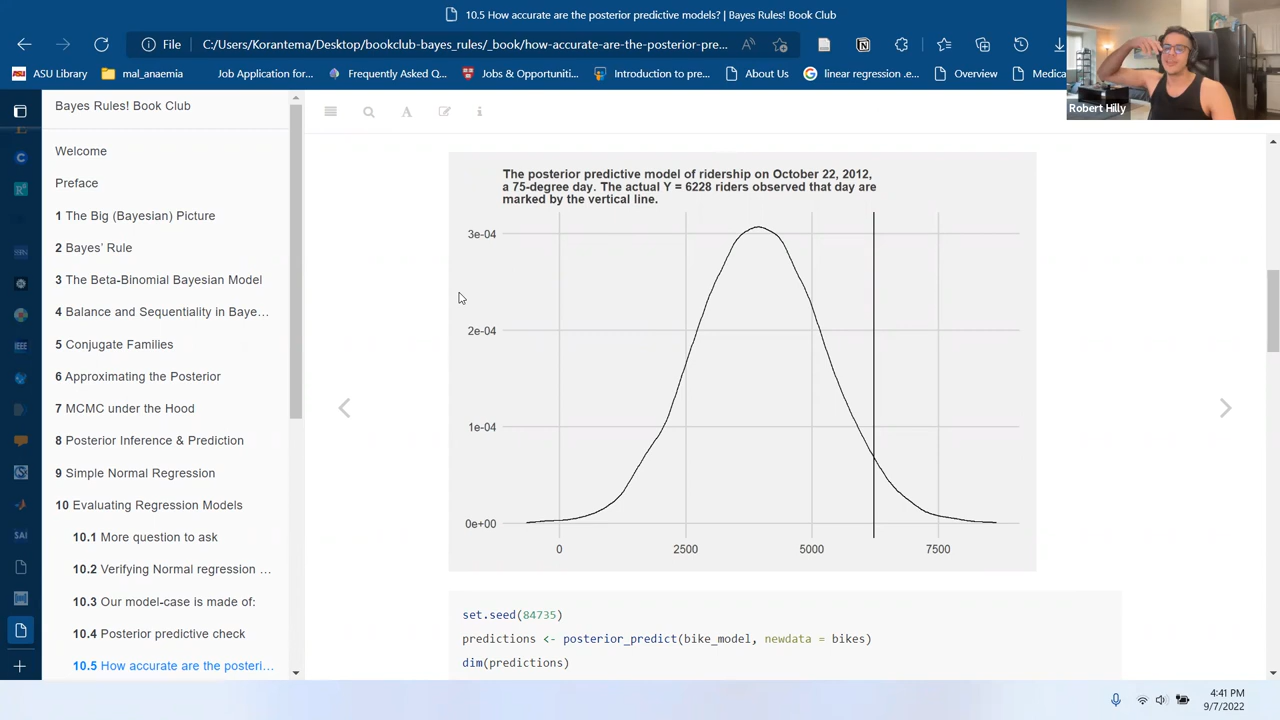 10.5 How accurate are the posterior predictive models? | Bayes Rules! Book Club
File
C:/Users/Korantema/Desktop/bookclub-bayes_rules/_book/how-accurate-are-the-posterior-pre...
ASU Library
mal_anaemia
Job Application for...
Frequently Asked Q...
Jobs & Opportuniti...
Introduction to pre...
About Us
linear regression .e...
Overview
Medica
Robert Hilly
Bayes Rules! Book Club
Welcome
Preface
1 The Big (Bayesian) Picture
2 Bayes' Rule
3 The Beta-Binomial Bayesian Model
4 Balance and Sequentiality in Baye...
5 Conjugate Families
6 Approximating the Posterior
7 MCMC under the Hood
8 Posterior Inference & Prediction
9 Simple Normal Regression
10 Evaluating Regression Models
10.1 More question to ask
10.2 Verifying Normal regression ...
10.3 Our model-case is made of:
10.4 Posterior predictive check
10.5 How accurate are the posteri...
The posterior predictive model of ridership on October 22, 2012,
a 75-degree day. The actual Y = 6228 riders observed that day are
marked by the vertical line.
3e-04
2e-04
1e-04
0e+00
0
2500
5000
7500
set.seed(84735)
predictions <- posterior_predict(bike_model, newdata = bikes)
dim(predictions)
4:41 PM
9/7/2022